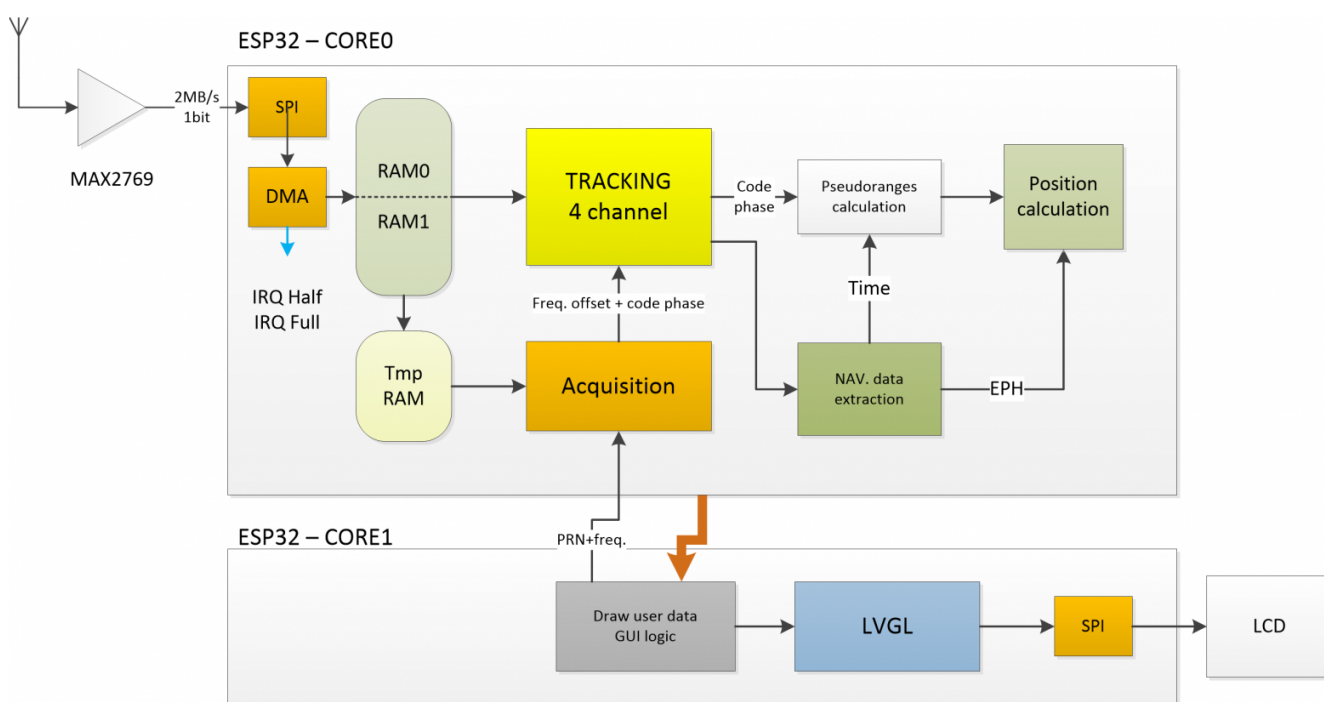 ESP32 – CORE0
MAX2769
2MB/s
1bit
SPI
DMA
IRQ Half
IRQ Full
RAM0
RAM1
Tmp
RAM
TRACKING
4 channel
Freq. offset + code phase
Acquisition
Code
phase
Pseudoranges
calculation
Position
calculation
Time
NAV. data
extraction
EPH
PRN+freq.
ESP32 – CORE1
Draw user data
GUI logic
LVGL
SPI
LCD